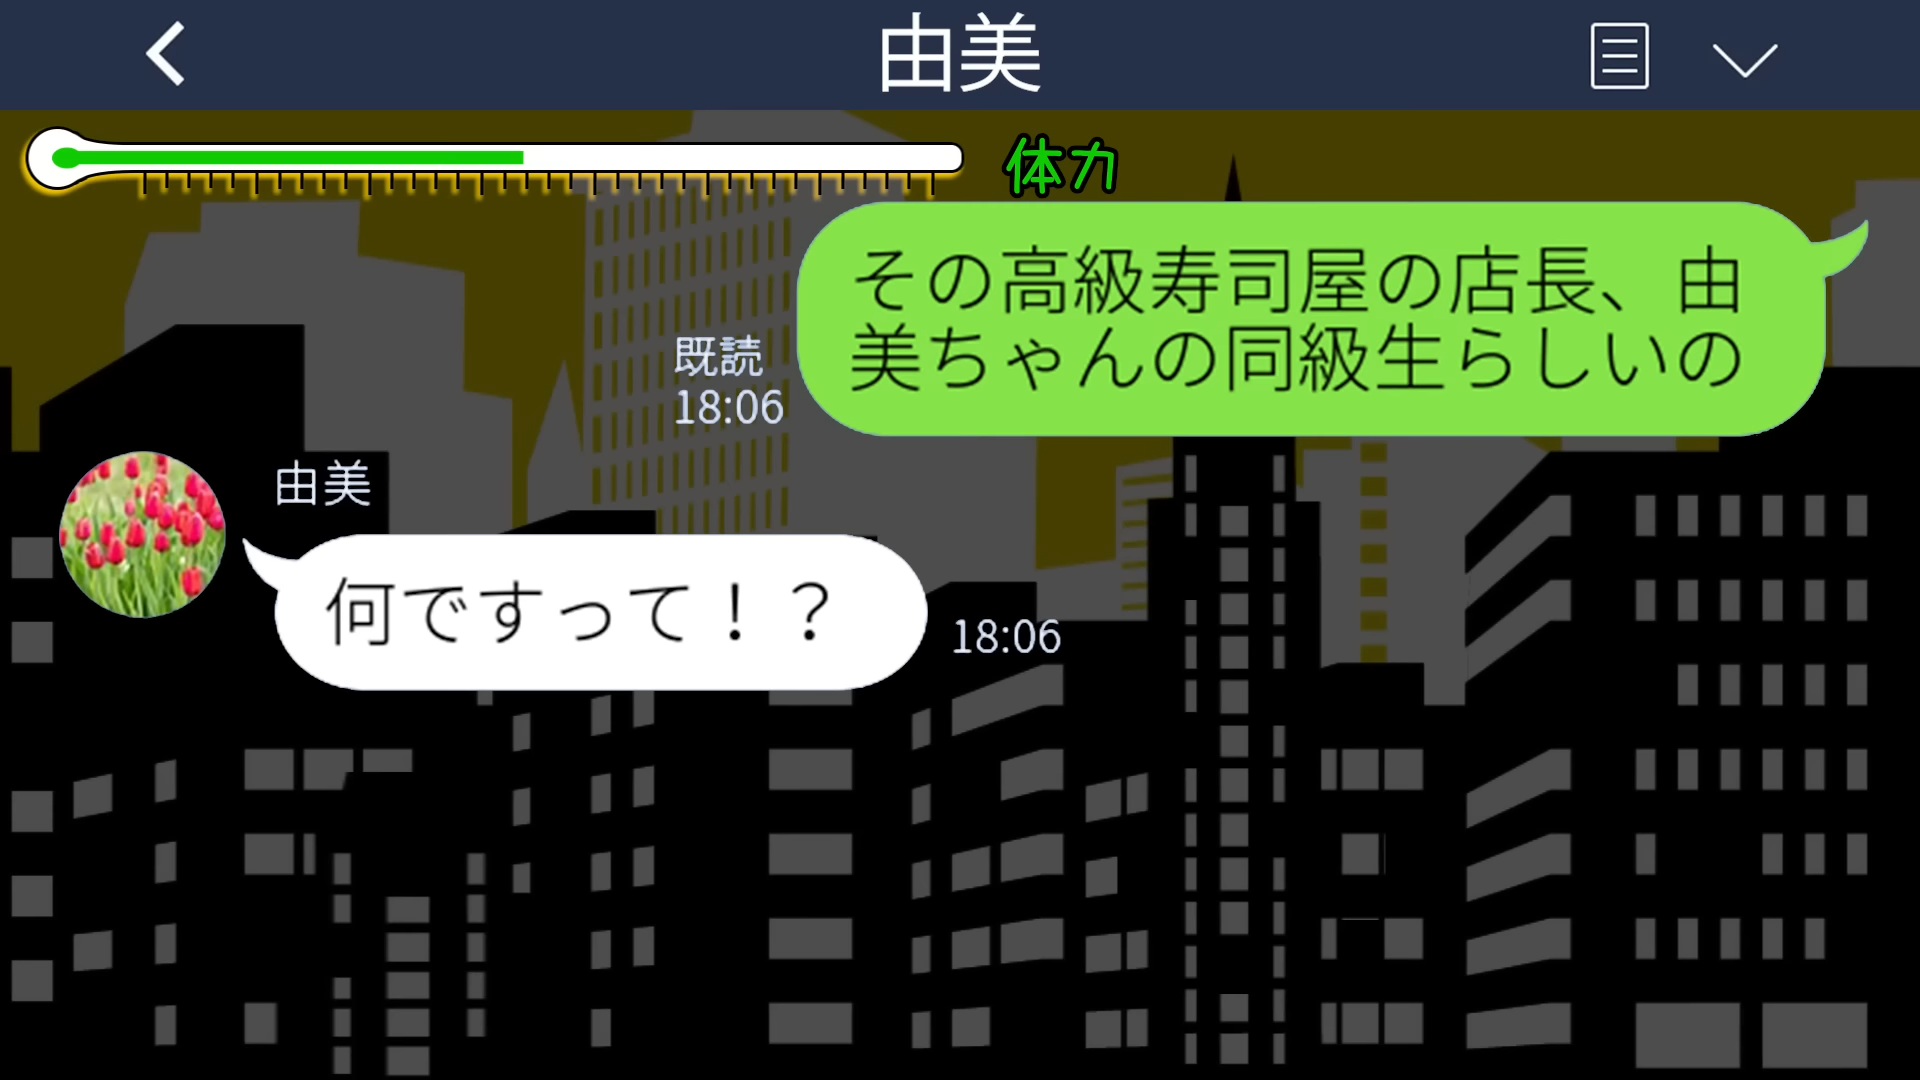 由美
体力
その高級寿司屋の店長、由
美ちゃんの同級生らしいの
既読
18:06
由美
何ですって！？
18:06